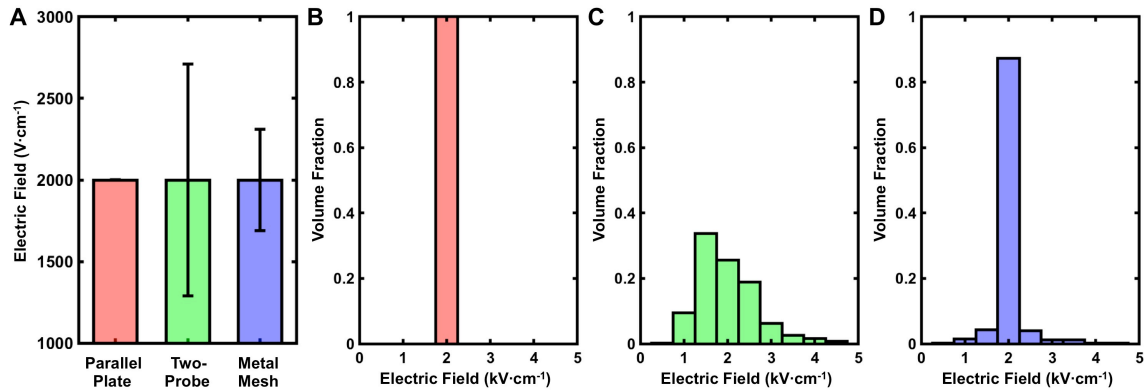 A
Electric Field (V·cm⁻¹)
3000
2500
2000
1500
1000
Parallel
Plate
Two-
Probe
Metal
Mesh
B
Volume Fraction
1
0.8
0.6
0.4
0.2
0
0 1 2 3 4 5
Electric Field (kV·cm⁻¹)
C
Volume Fraction
1
0.8
0.6
0.4
0.2
0
1 2 3 4 5
Electric Field (kV·cm⁻¹)
D
Volume Fraction
1
0.8
0.6
0.4
0.2
0
0 1 2 3 4 5
Electric Field (kV·cm⁻¹)